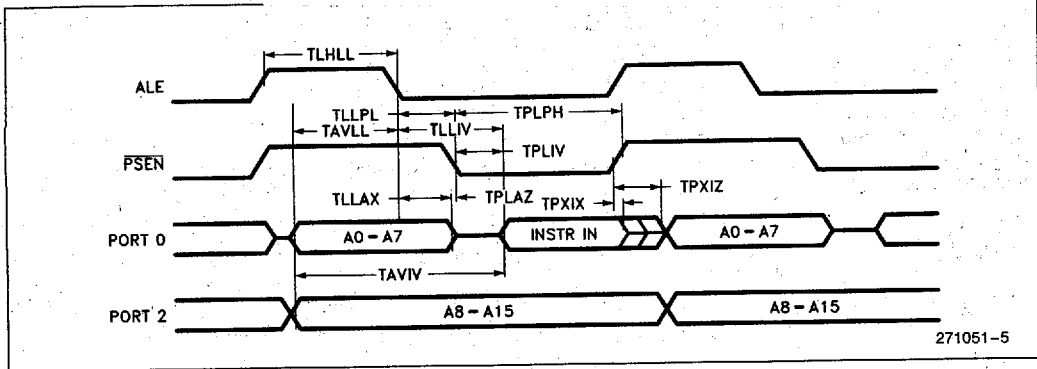 TLHLL
ALE
TLLPL
TPLPH
TAVLL
TLLIV
PSEN
TPLIV
TPXIZ
TLLAX
TPLAZ
TPXIX
PORT 0
A0-A7
INSTR IN
A0-A7
TAVIV
PORT 2
A8-A15
A8-A15
271051-5